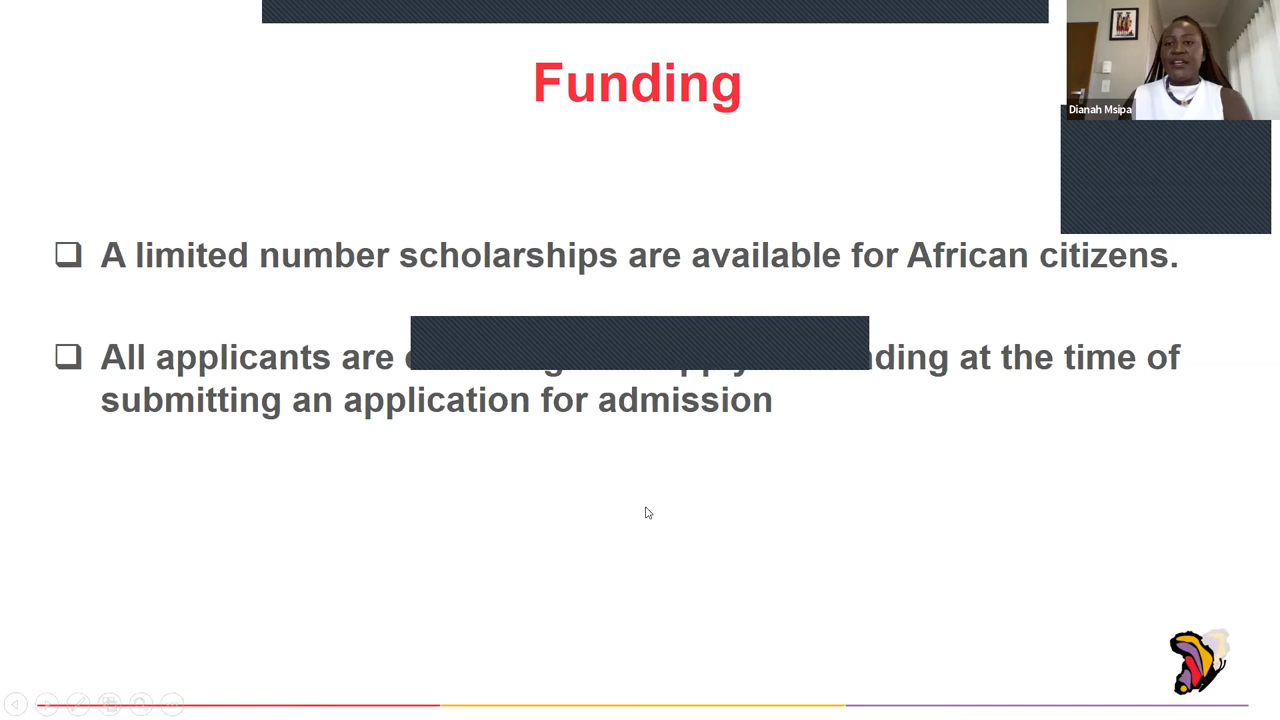 Funding
Dianah Msipa
A limited number scholarships are available for African citizens.
All applicants are at the time of
submitting an application for admission